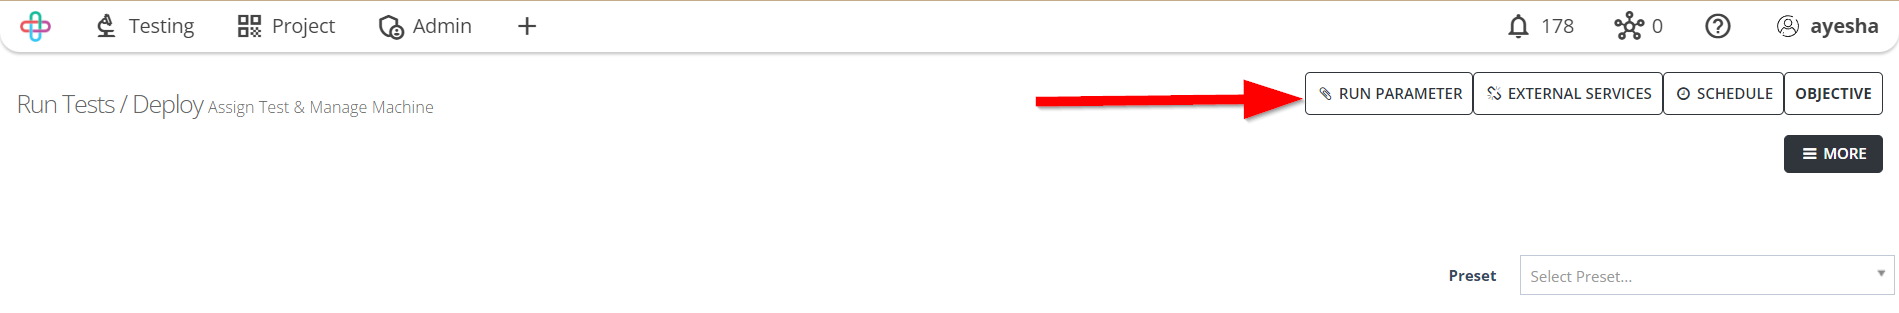 Testing Project Admin + 178 0 ayesha
Run Tests / Deploy Assign Test & Manage Machine RUN PARAMETER EXTERNAL SERVICES SCHEDULE OBJECTIVE
MORE
Preset Select Preset...